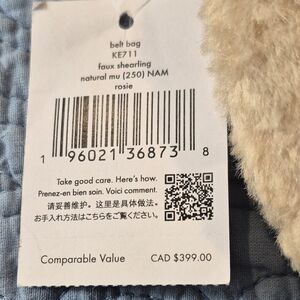 belt bag
KE711
faux shearling
natural mu (250) NAM
rosie
1 96021 36873 8
Take good care. Here's how.
Prenez-en bien soin. Voici comment.
请妥善维护。这里是具体做法。
お手入れ方法はこちらをご覧ください。
Comparable Value CAD $399.00